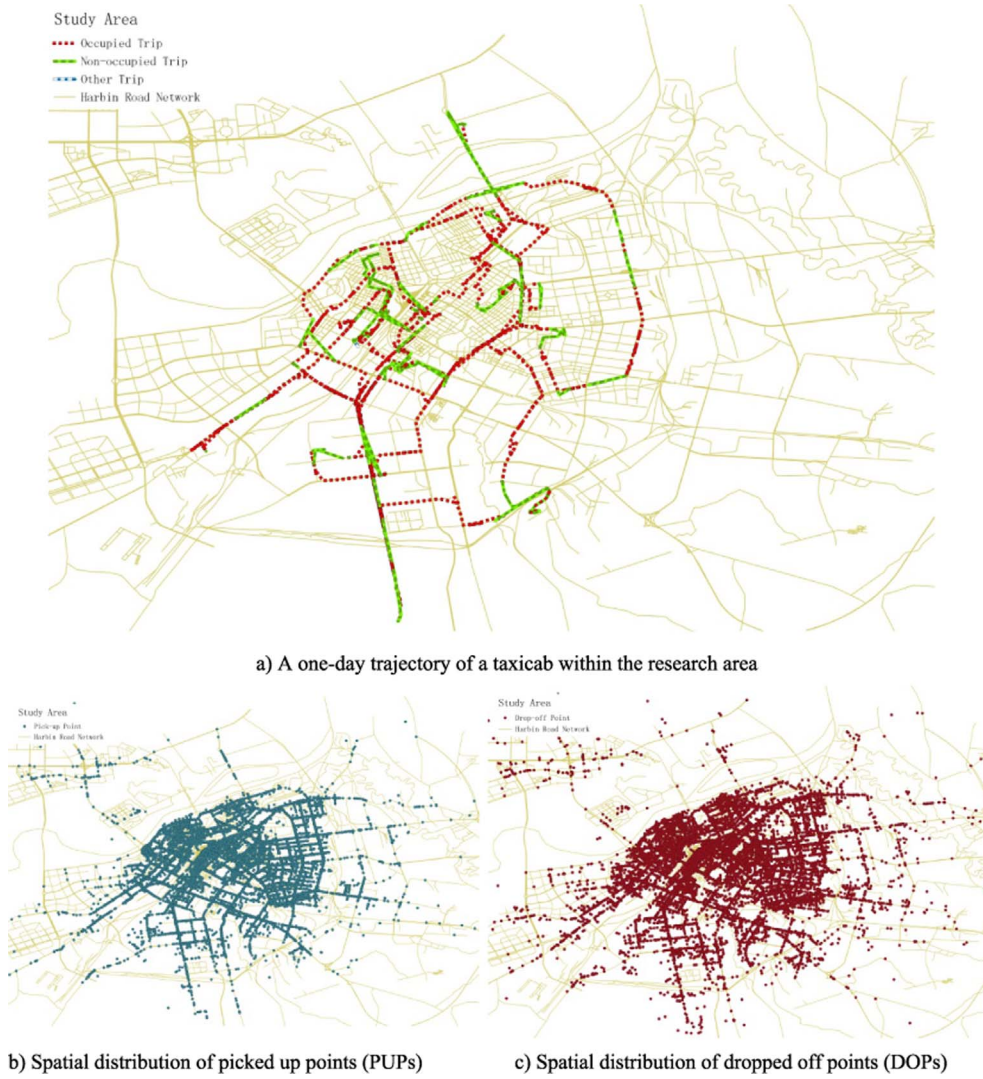 Study Area
Occupied Trip
Non-occupied Trip
Other Trip
Harbin Road Network
a) A one-day trajectory of a taxicab within the research area
Study Area
Pick-up Point
Harbin Road Network
Study Area
Drop-off Point
Harbin Road Network
b) Spatial distribution of picked up points (PUPs)
c) Spatial distribution of dropped off points (DOPs)